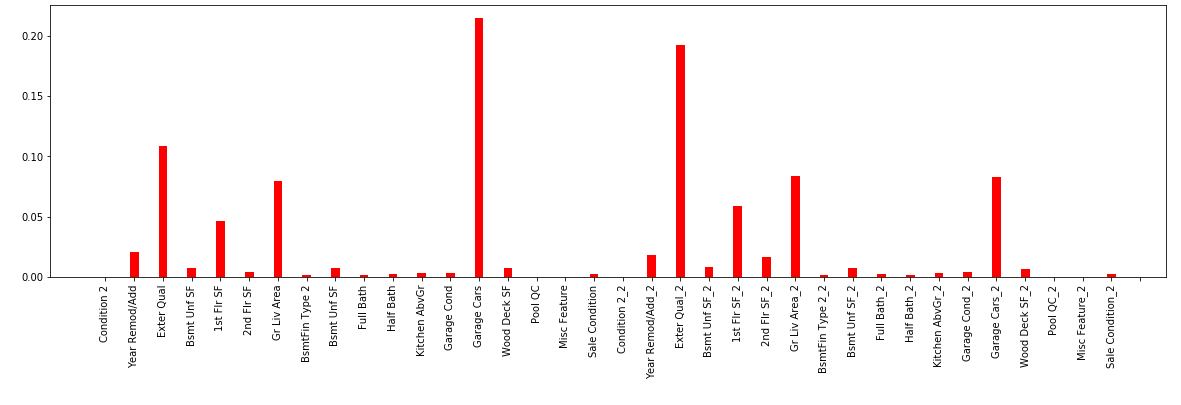 0.20
0.15
0.10
0.05
0.00
Condition 2
Year Remod/Add
Exter Qual
Bsmt Unf SF
1st Flr SF
2nd Flr SF
Gr Liv Area
BsmtFin Type 2
Bsmt Unf SF
Full Bath
Half Bath
Kitchen AbvGr
Garage Cond
Garage Cars
Wood Deck SF
Pool QC
Misc Feature
Sale Condition
Condition 2_2
Year Remod/Add_2
Exter Qual_2
Bsmt Unf SF_2
1st Flr SF_2
2nd Flr SF_2
Gr Liv Area_2
BsmtFin Type 2_2
Bsmt Unf SF_2
Full Bath_2
Half Bath_2
Kitchen AbvGr_2
Garage Cond_2
Garage Cars_2
Wood Deck SF_2
Pool QC_2
Misc Feature_2
Sale Condition_2